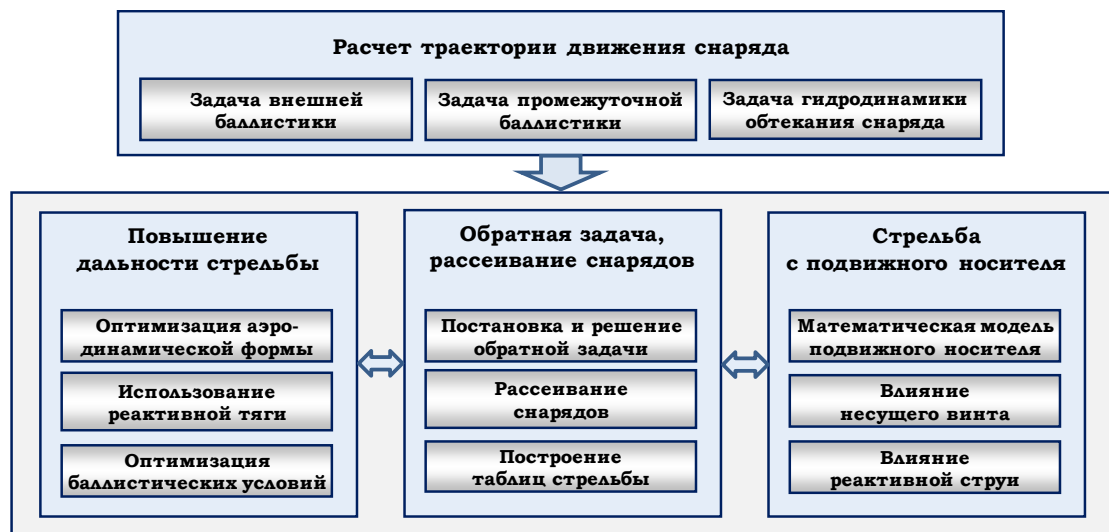 Расчет траектории движения снаряда
Задача внешней
баллистики
Задача промежуточной
баллистики
Задача гидродинамики
обтекания снаряда
Повышение
дальности стрельбы
Оптимизация аэро-
динамической формы
Использование
реактивной тяги
Оптимизация
баллистических условий
Обратная задача,
рассеивание снарядов
Постановка и решение
обратной задачи
Рассеивание
снарядов
Построение
таблиц стрельбы
Стрельба
с подвижного носителя
Математическая модель
подвижного носителя
Влияние
несущего винта
Влияние
реактивной струи